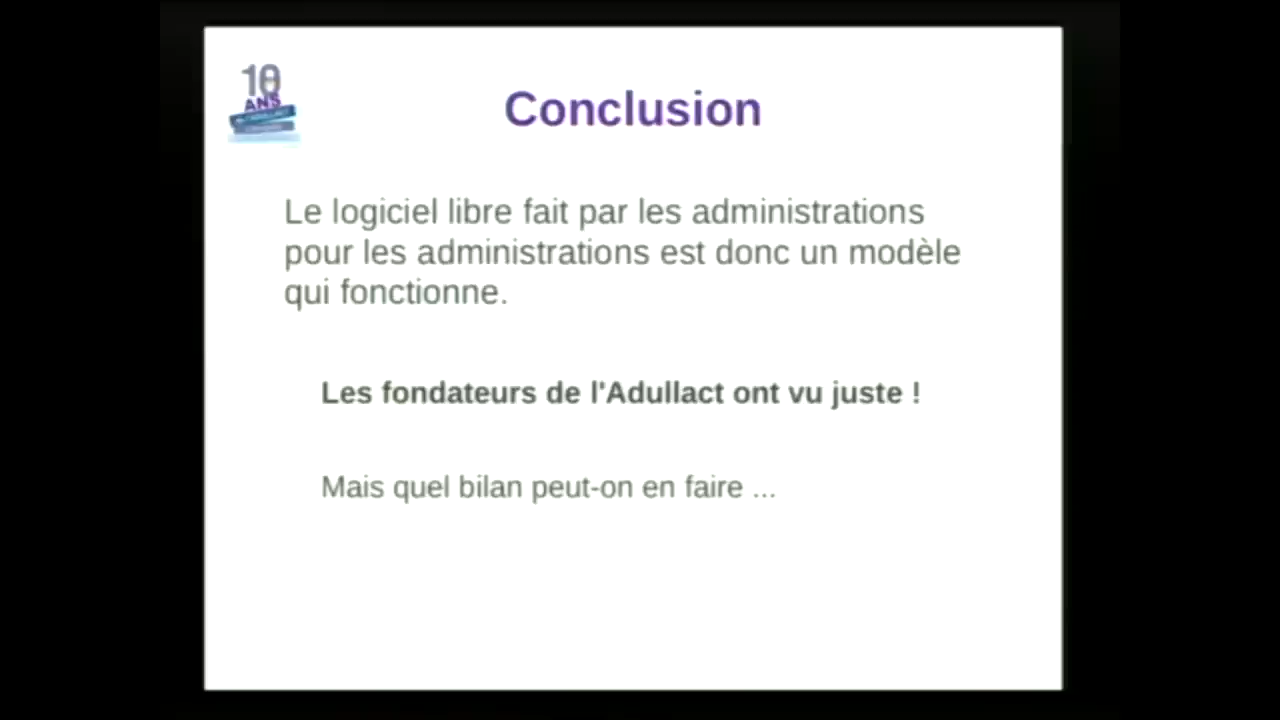 10
ANS
Conclusion
Le logiciel libre fait par les administrations
pour les administrations est donc un modèle
qui fonctionne.
Les fondateurs de l'Adullact ont vu juste !
Mais quel bilan peut-on en faire ...